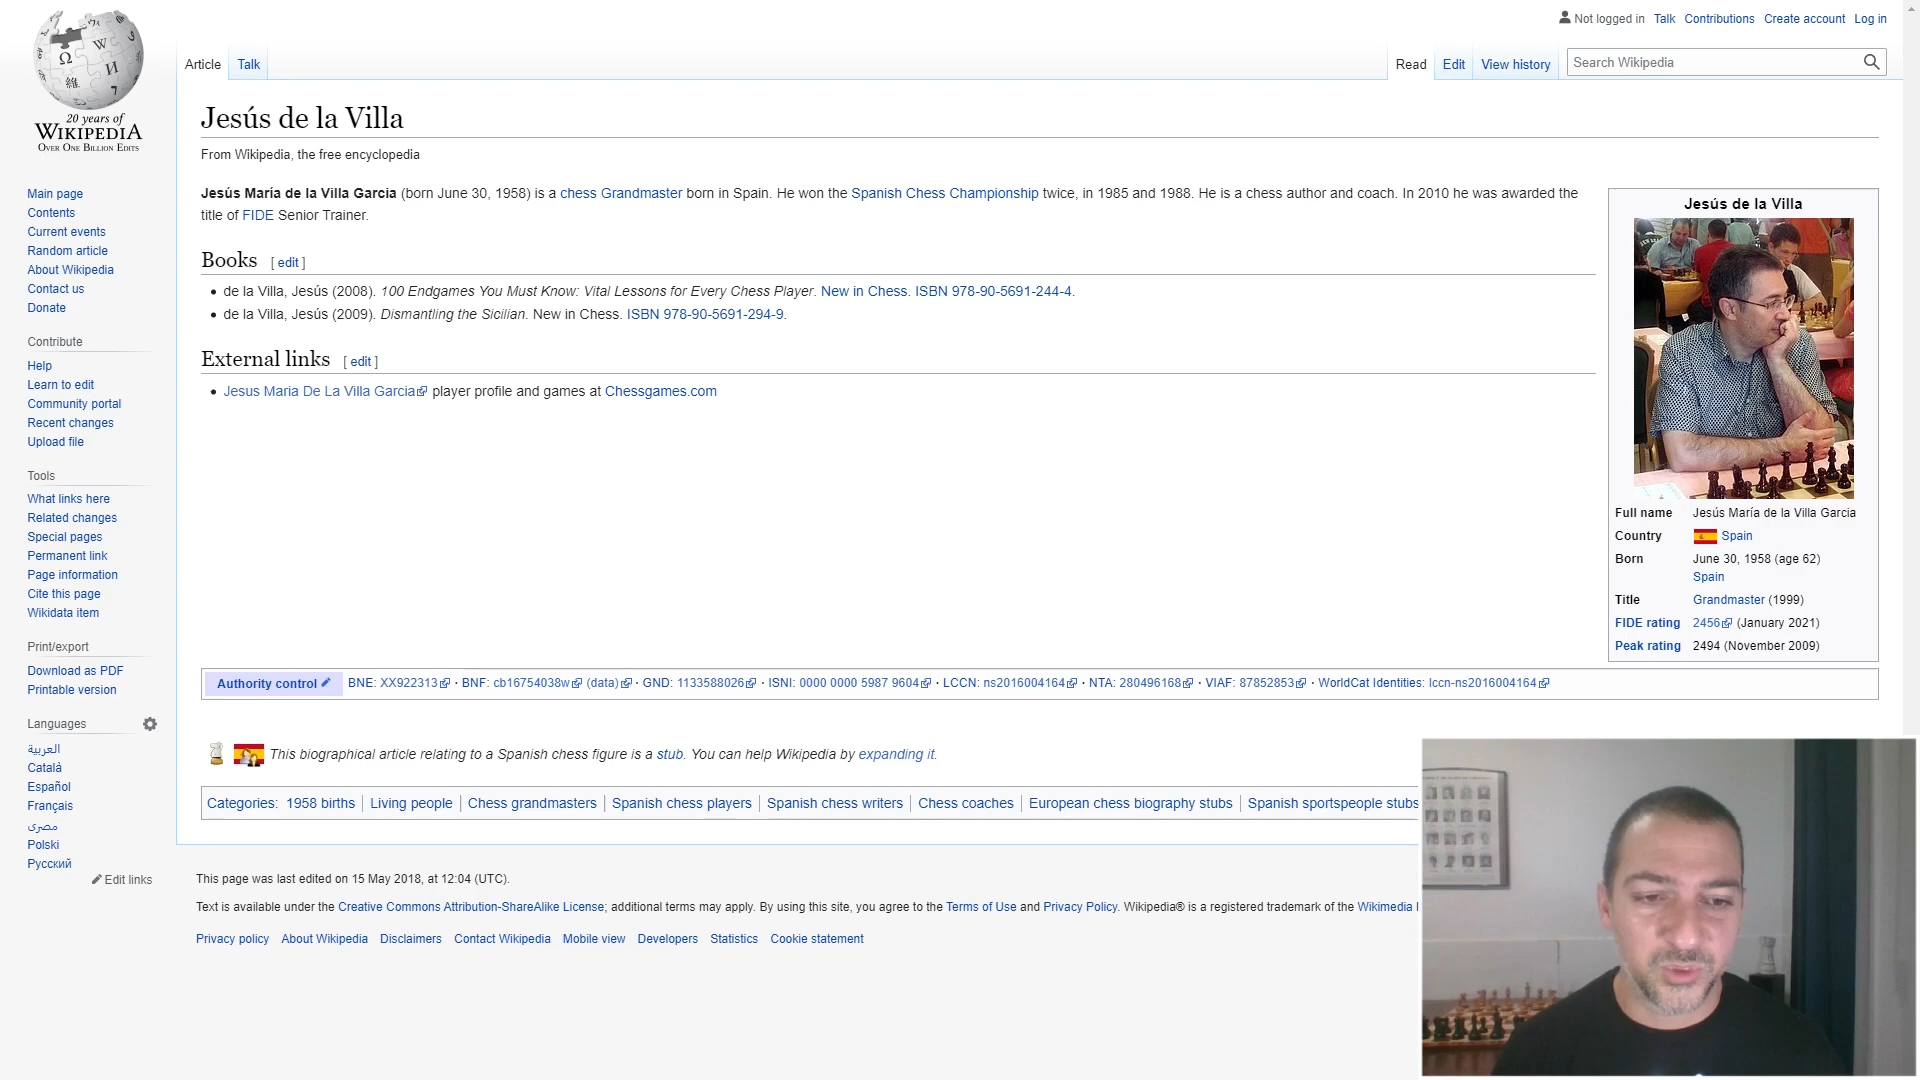 Not logged in Talk Contributions Create account Log in
Article Talk Read Edit View history Search Wikipedia
20 years of
WIKIPEDIA
OVER ONE BILLION EDITS
Main page
Contents
Current events
Random article
About Wikipedia
Contact us
Donate
Contribute
Help
Learn to edit
Community portal
Recent changes
Upload file
Tools
What links here
Related changes
Special pages
Permanent link
Page information
Cite this page
Wikidata item
Print/export
Download as PDF
Printable version
Languages
العربية
Català
Español
Français
مصرى
Polski
Русский
Edit links
Jesús de la Villa
From Wikipedia, the free encyclopedia
Jesús María de la Villa Garcia (born June 30, 1958) is a chess Grandmaster born in Spain. He won the Spanish Chess Championship twice, in 1985 and 1988. He is a chess author and coach. In 2010 he was awarded the
title of FIDE Senior Trainer.
Books [ edit ]
• de la Villa, Jesús (2008). 100 Endgames You Must Know: Vital Lessons for Every Chess Player. New in Chess. ISBN 978-90-5691-244-4.
• de la Villa, Jesús (2009). Dismantling the Sicilian. New in Chess. ISBN 978-90-5691-294-9.
External links [ edit ]
• Jesus Maria De La Villa Garcia player profile and games at Chessgames.com
Jesús de la Villa
Full name Jesús María de la Villa Garcia
Country Spain
Born June 30, 1958 (age 62)
Spain
Title Grandmaster (1999)
FIDE rating 2456 (January 2021)
Peak rating 2494 (November 2009)
Authority control BNE: XX922313 · BNF: cb16754038w (data) · GND: 1133588026 · ISNI: 0000 0000 5987 9604 · LCCN: ns2016004164 · NTA: 280496168 · VIAF: 87852853 · WorldCat Identities: lccn-ns2016004164
This biographical article relating to a Spanish chess figure is a stub. You can help Wikipedia by expanding it.
Categories: 1958 births | Living people | Chess grandmasters | Spanish chess players | Spanish chess writers | Chess coaches | European chess biography stubs | Spanish sportspeople stubs
This page was last edited on 15 May 2018, at 12:04 (UTC).
Text is available under the Creative Commons Attribution-ShareAlike License; additional terms may apply. By using this site, you agree to the Terms of Use and Privacy Policy. Wikipedia® is a registered trademark of the Wikimedia
Privacy policy About Wikipedia Disclaimers Contact Wikipedia Mobile view Developers Statistics Cookie statement